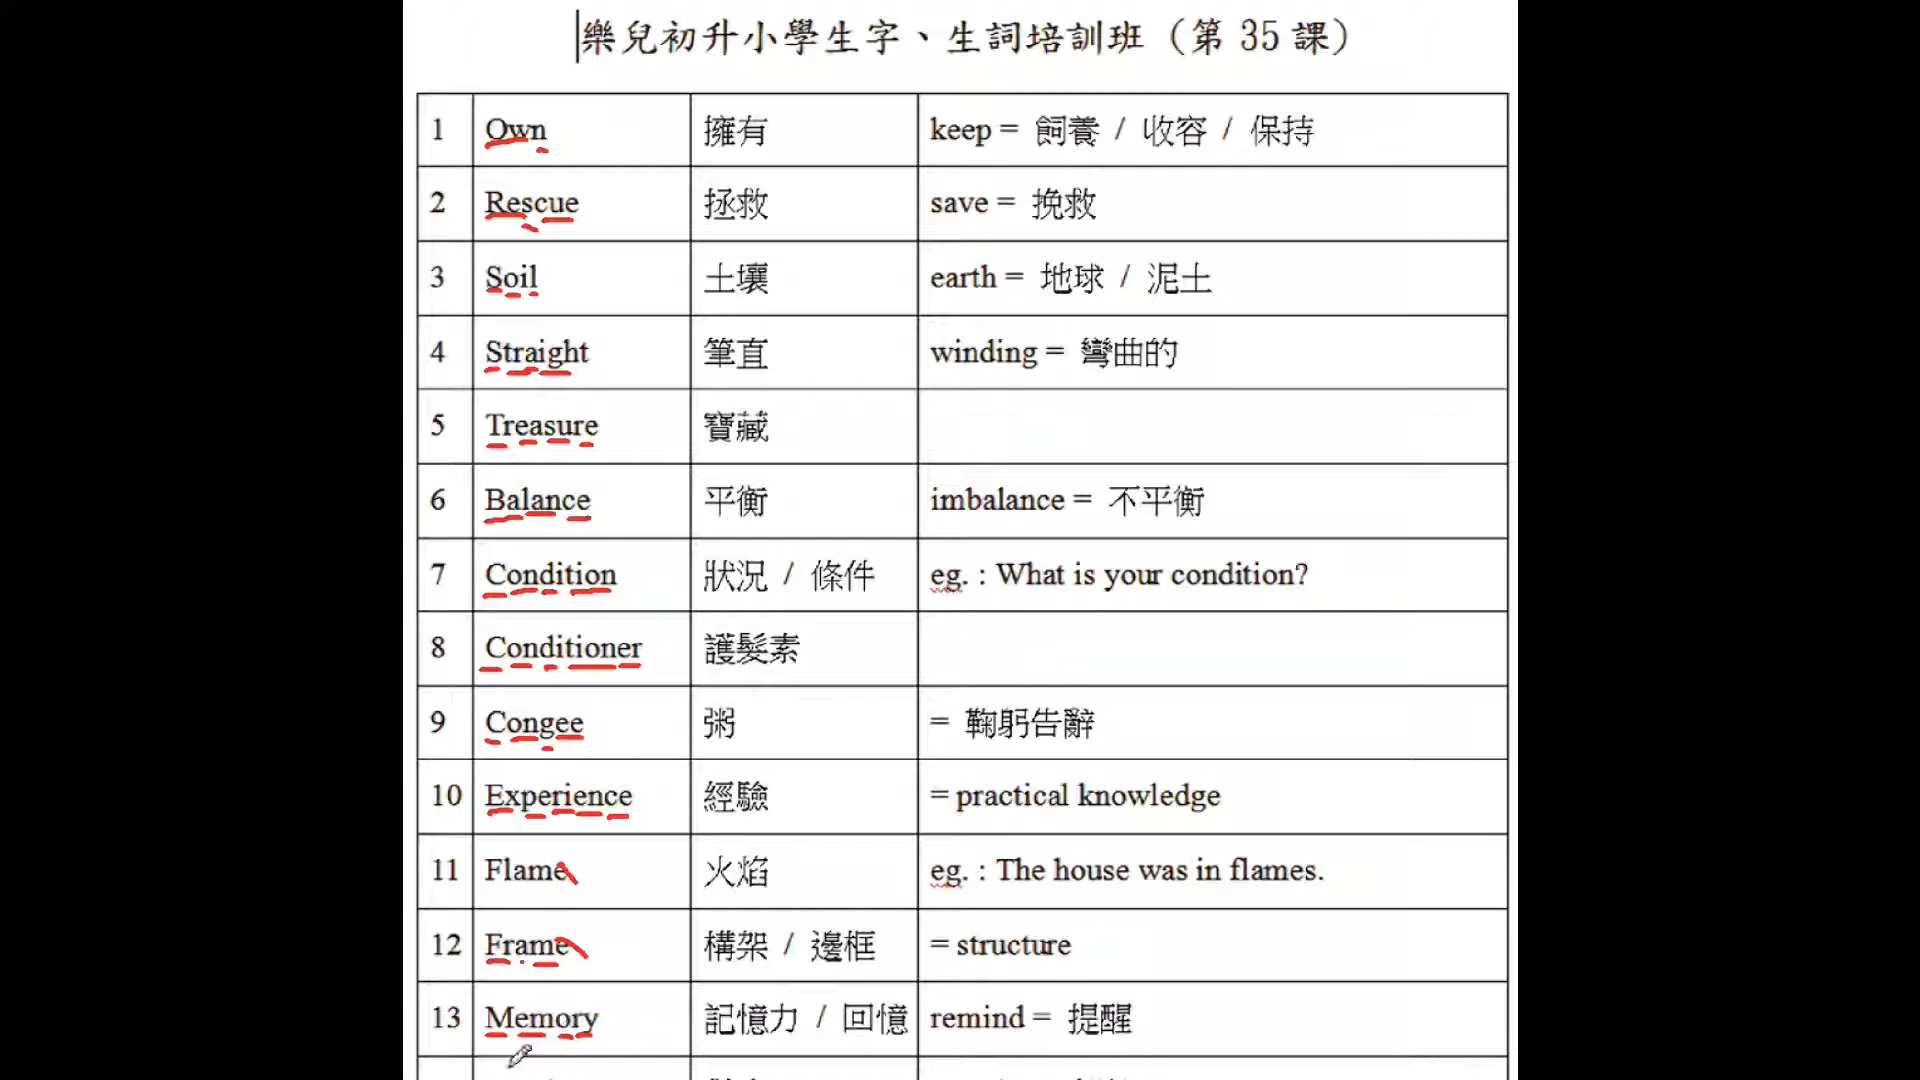 樂兒初升小學生字、生詞培訓班（第 35 課）
1 Own 擁有 keep = 飼養 / 收容 / 保持
2 Rescue 拯救 save = 挽救
3 Soil 土壤 earth = 地球 / 泥土
4 Straight 筆直 winding = 彎曲的
5 Treasure 寶藏
6 Balance 平衡 imbalance = 不平衡
7 Condition 狀況 / 條件 eg. : What is your condition?
8 Conditioner 護髮素
9 Congee 粥 = 鞠躬告辭
10 Experience 經驗 = practical knowledge
11 Flame 火焰 eg. : The house was in flames.
12 Frame 構架 / 邊框 = structure
13 Memory 記憶力 / 回憶 remind = 提醒